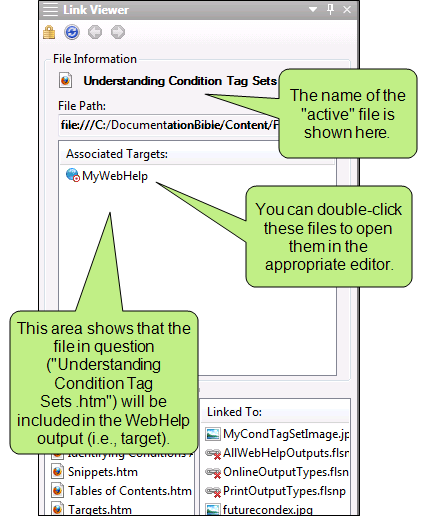 Link Viewer
File Information
Understanding Condition Tag Sets
The name of the
"active" file is
shown here.
File Path:
file:///C:/DocumentationBible/Content/
Associated Targets:
MyWebHelp
You can double-click
these files to open
them in the
appropriate editor.
This area shows that the
file in question
("Understanding
Condition Tag
Sets .htm") will be
included in the WebHelp
output (i.e., target).
Linked To:
MyCondTagSetImage.jp
Identifying Conditions
AllWebHelpOutputs.flsn
Snippets.htm
OnlineOutputTypes.flsn
Tables of Contents.htm
PrintOutputTypes.flsnp
Targets.htm
futurecondex.jpg